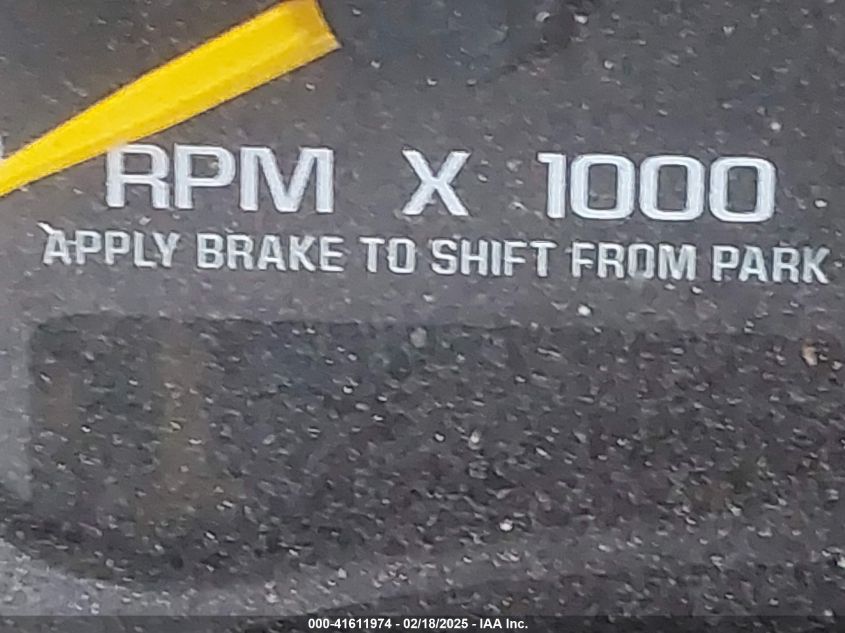 RPM X 1000
APPLY BRAKE TO SHIFT FROM PARK
000-41611974 - 02/18/2025 - IAA Inc.